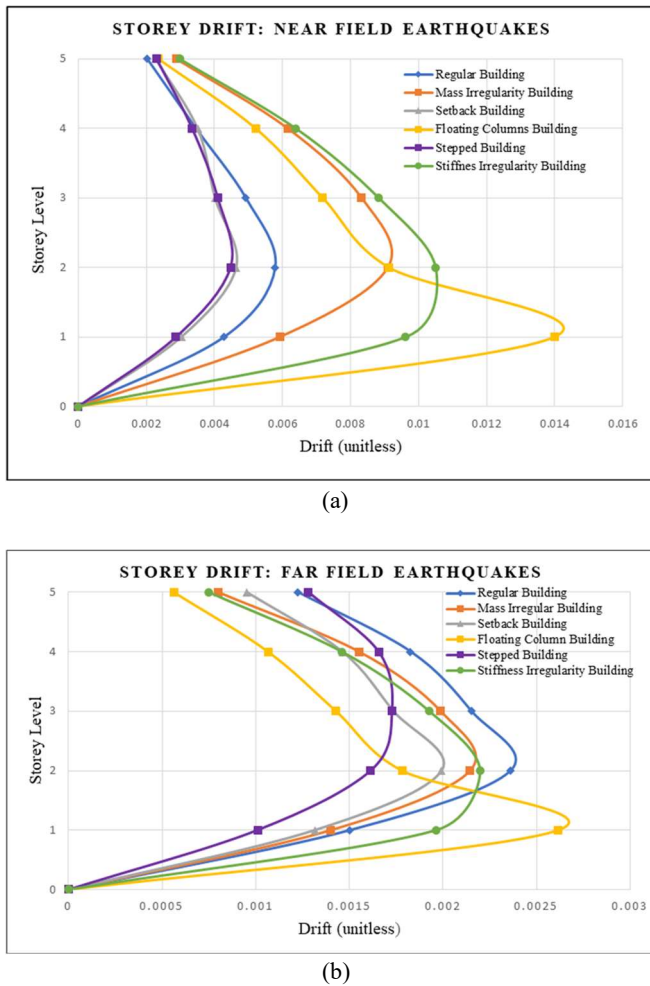 STOREY DRIFT: NEAR FIELD EARTHQUAKES
5
4
3
2
1
0
Storey Level
Regular Building
Mass Irregularity Building
Setback Building
Floating Columns Building
Stepped Building
Stiffnes Irregularity Building
0 0.002 0.004 0.006 0.008 0.01 0.012 0.014 0.016
Drift (unitless)
(a)
STOREY DRIFT: FAR FIELD EARTHQUAKES
5
4
3
2
1
0
Storey Level
Regular Building
Mass Irregular Building
Setback Building
Floating Column Building
Stepped Building
Stiffness Irregularity Building
0 0.0005 0.001 0.0015 0.002 0.0025 0.003
Drift (unitless)
(b)